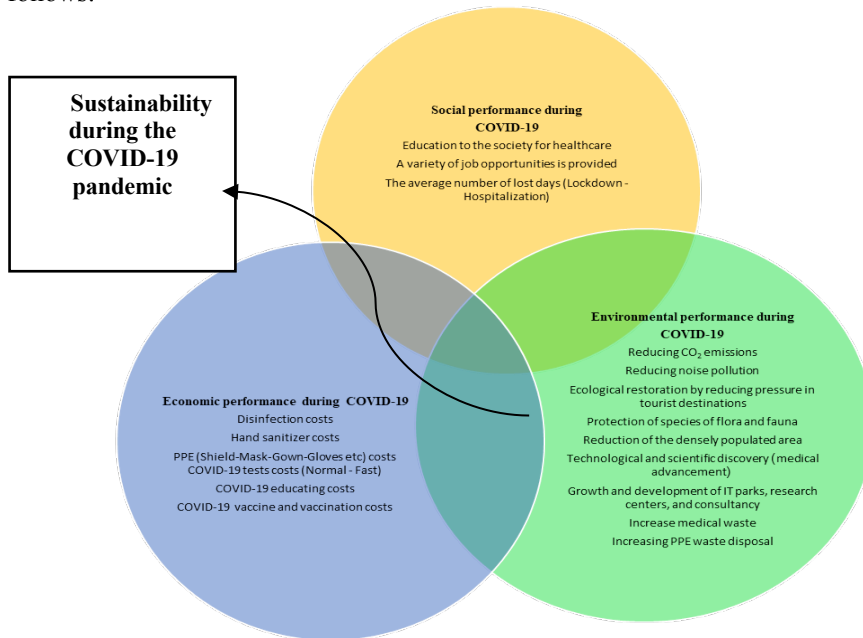 follows.
Sustainability
during the
COVID-19
pandemic
Social performance during
COVID-19
Education to the society for healthcare
A variety of job opportunities is provided
The average number of lost days (Lockdown -
Hospitalization)
Environmental performance during
COVID-19
Reducing CO₂ emissions
Reducing noise pollution
Ecological restoration by reducing pressure in
tourist destinations
Protection of species of flora and fauna
Reduction of the densely populated area
Technological and scientific discovery (medical
advancement)
Growth and development of IT parks, research
centers, and consultancy
Increase medical waste
Increasing PPE waste disposal
Economic performance during COVID-19
Disinfection costs
Hand sanitizer costs
PPE (Shield-Mask-Gown-Gloves etc) costs
COVID-19 tests costs (Normal - Fast)
COVID-19 educating costs
COVID-19 vaccine and vaccination costs